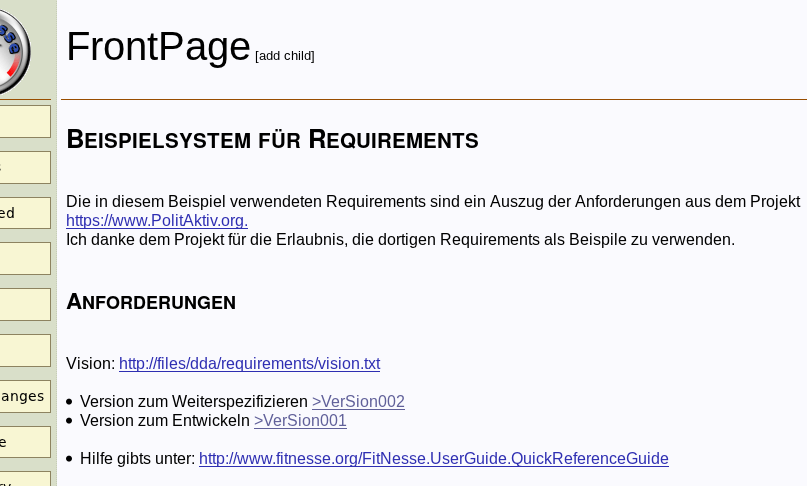 FrontPage [add child]
BEISPIELSYSTEM FÜR REQUIREMENTS
Die in diesem Beispiel verwendeten Requirements sind ein Auszug der Anforderungen aus dem Projekt
https://www.PolitAktiv.org.
Ich danke dem Projekt für die Erlaubnis, die dortigen Requirements als Beispile zu verwenden.
ANFORDERUNGEN
Vision: http://files/dda/requirements/vision.txt
anges
• Version zum Weiterspezifizieren >VerSion002
• Version zum Entwickeln >VerSion001
• Hilfe gibts unter: http://www.fitnesse.org/FitNesse.UserGuide.QuickReferenceGuide